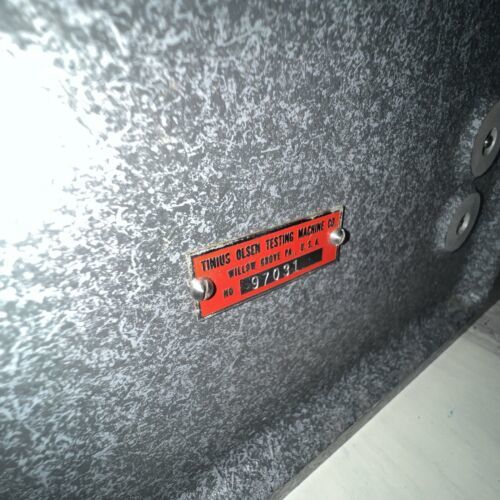 TINIUS OLSEN TESTING MACHINE CO.
WILLOW GROVE PA. U.S.A.
NO 97031